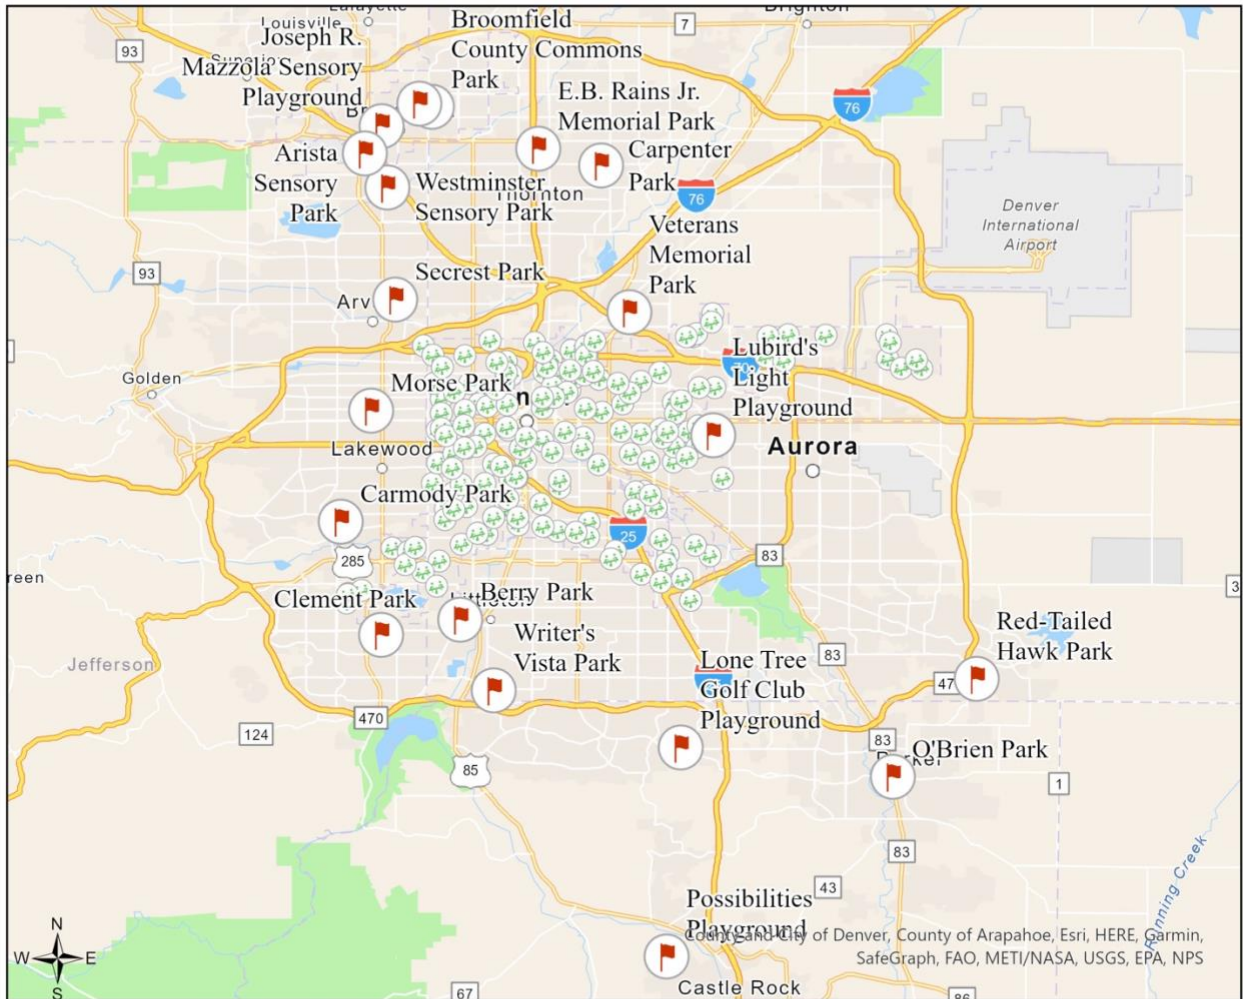 Louisville
Brighton
7
93
Joseph R.
Mazzola Sensory
Playground
Broomfield
County Commons
Park
E.B. Rains Jr.
Memorial Park
76
Arista
Sensory
Park
Westminster
Sensory Park
Carpenter
Park
Thornton
76
Denver
International
Airport
Veterans
Memorial
Park
93
Secrest Park
Arv
Golden
Morse Park
Lubird's
Light
Playground
Lakewood
Aurora
Carmody Park
25
83
285
reen
3
Clement Park
Berry Park
Writer's
Vista Park
Red-Tailed
Hawk Park
Jefferson
83
Lone Tree
Golf Club
Playground
47
470
124
83
O'Brien Park
85
1
83
43
Running Creek
Possibilities
Playground
County and City of Denver, County of Arapahoe, Esri, HERE, Garmin,
SafeGraph, FAO, METI/NASA, USGS, EPA, NPS
N
W E
S
Castle Rock
67
86